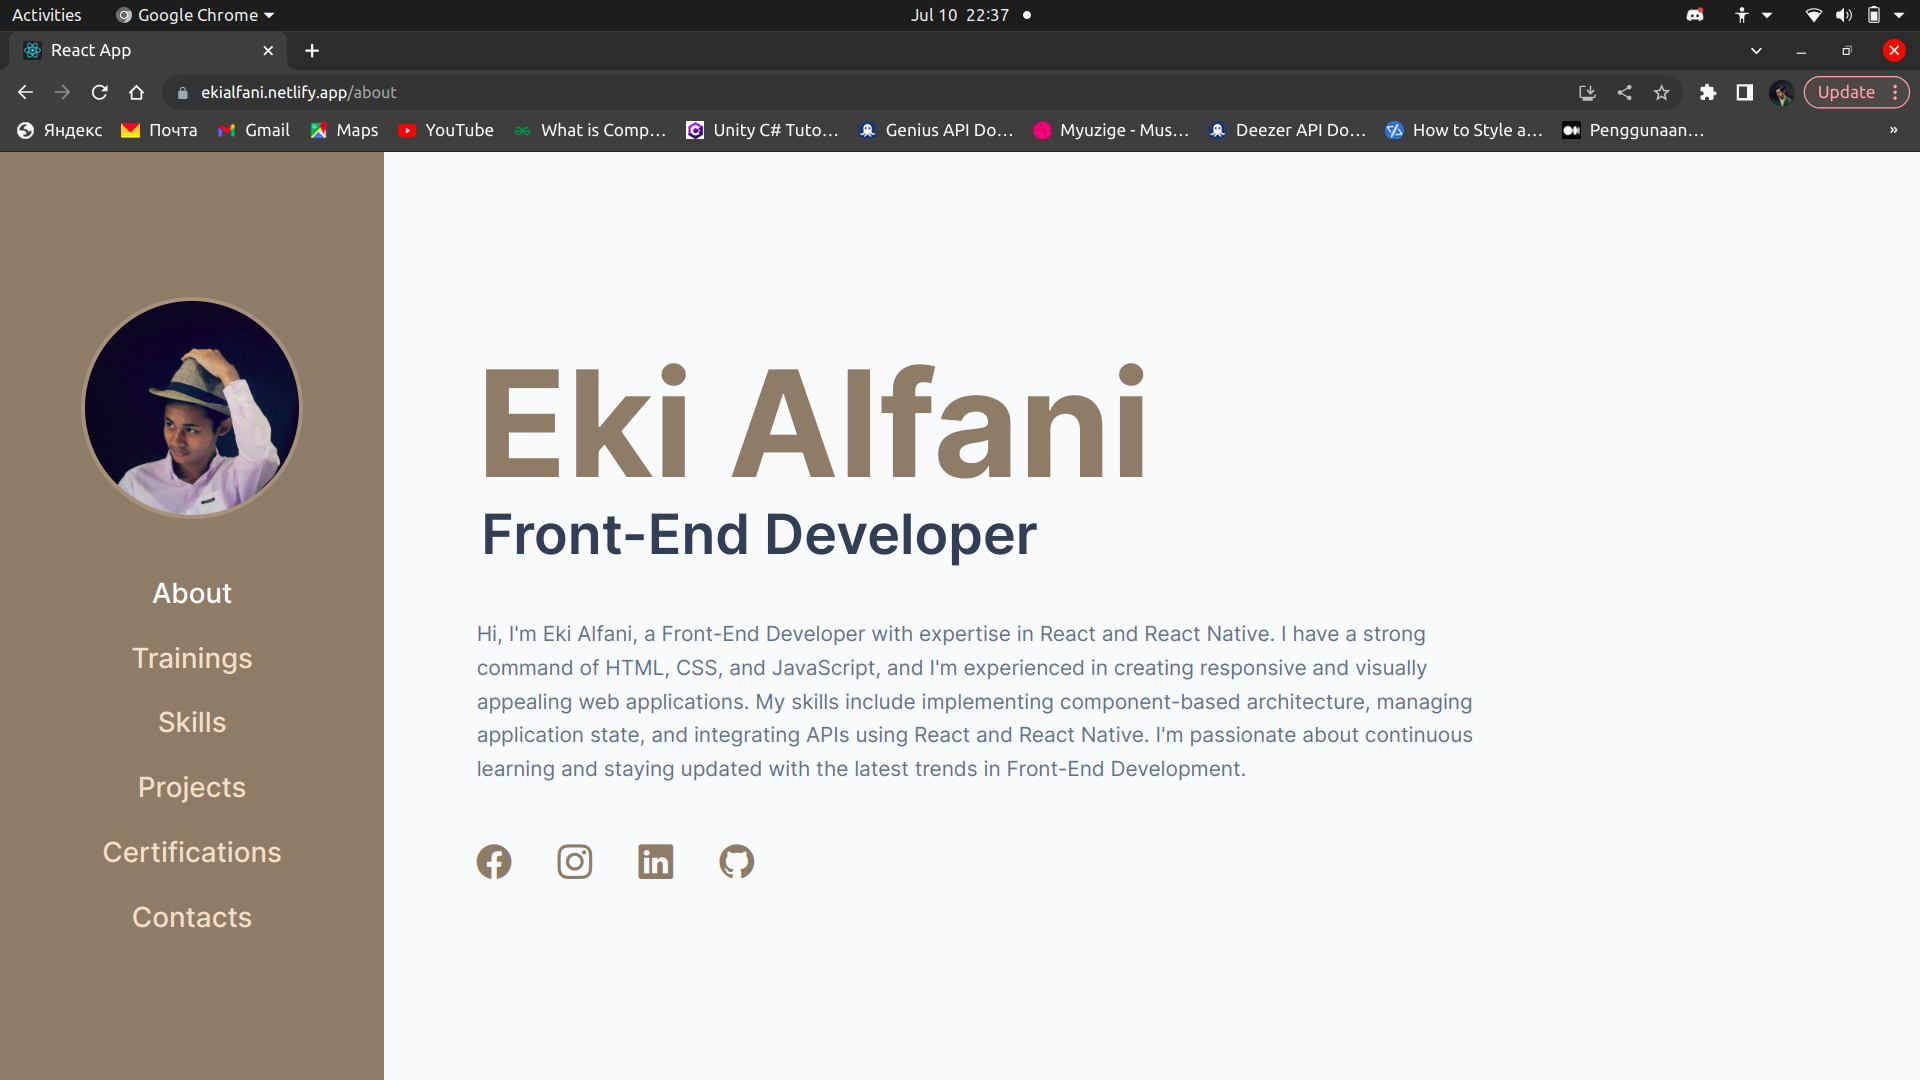 Activities
Google Chrome
Jul 10 22:37
React App
ekialfani.netlify.app/about
Update
Яндекс
Почта
Gmail
Maps
YouTube
What is Comp…
Unity C# Tuto…
Genius API Do…
Myuzige - Mus…
Deezer API Do…
How to Style a…
Penggunaan…
»
About
Trainings
Skills
Projects
Certifications
Contacts
Eki Alfani
Front-End Developer
Hi, I'm Eki Alfani, a Front-End Developer with expertise in React and React Native. I have a strong
command of HTML, CSS, and JavaScript, and I'm experienced in creating responsive and visually
appealing web applications. My skills include implementing component-based architecture, managing
application state, and integrating APIs using React and React Native. I'm passionate about continuous
learning and staying updated with the latest trends in Front-End Development.